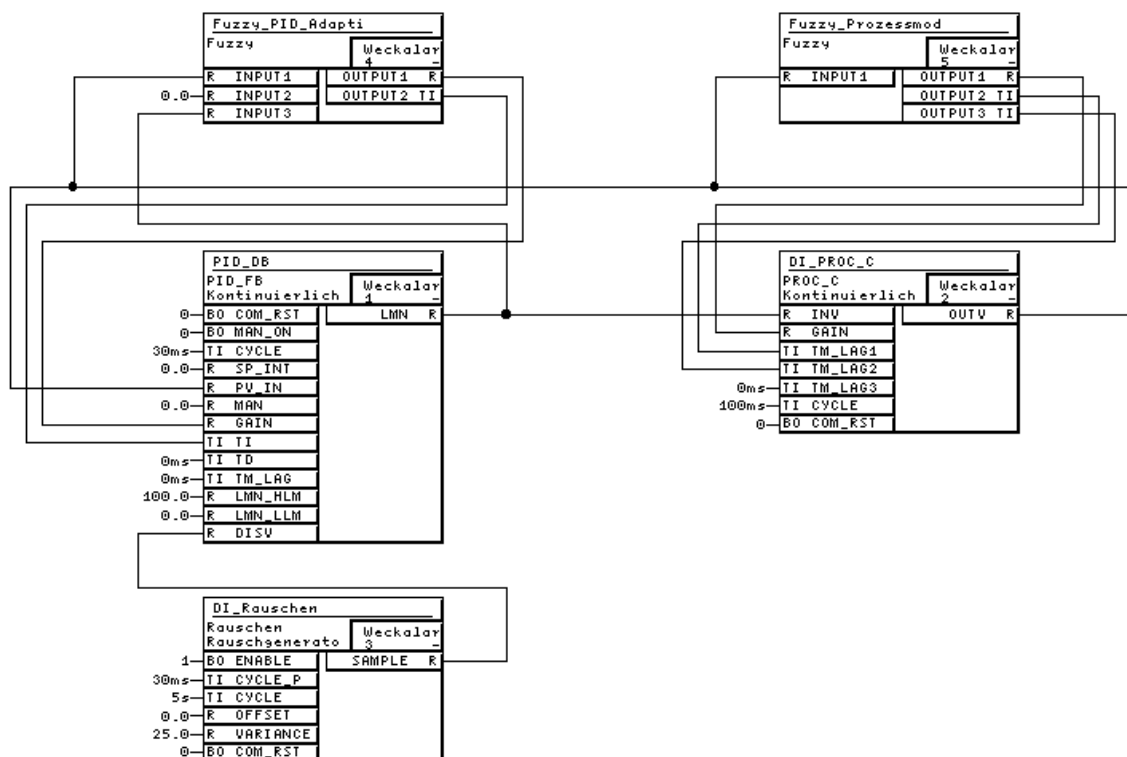 Fuzzy_PID_Adapti
Fuzzy
Weckalar
4 -
R INPUT1 OUTPUT1 R
0.0 R INPUT2 OUTPUT2 TI
R INPUT3
Fuzzy_Prozessmod
Fuzzy
Weckalar
5 -
R INPUT1 OUTPUT1 R
OUTPUT2 TI
OUTPUT3 TI
PID_DB
PID_FB
Kontinuierlich
Weckalar
1 -
0 BO COM_RST LMN R
0 BO MAN_ON
30ms TI CYCLE
0.0 R SP_INT
R PV_IN
0.0 R MAN
R GAIN
TI TI
0ms TI TD
0ms TI TM_LAG
100.0 R LMN_HLM
0.0 R LMN_LLM
R DISV
DI_PROC_C
PROC_C
Kontinuierlich
Weckalar
2 -
R INV OUTV R
R GAIN
TI TM_LAG1
TI TM_LAG2
0ms TI TM_LAG3
100ms TI CYCLE
0 BO COM_RST
DI_Rauschen
Rauschen
Rauschgenerato
Weckalar
3 -
1 BO ENABLE SAMPLE R
30ms TI CYCLE_P
5s TI CYCLE
0.0 R OFFSET
25.0 R VARIANCE
0 BO COM_RST